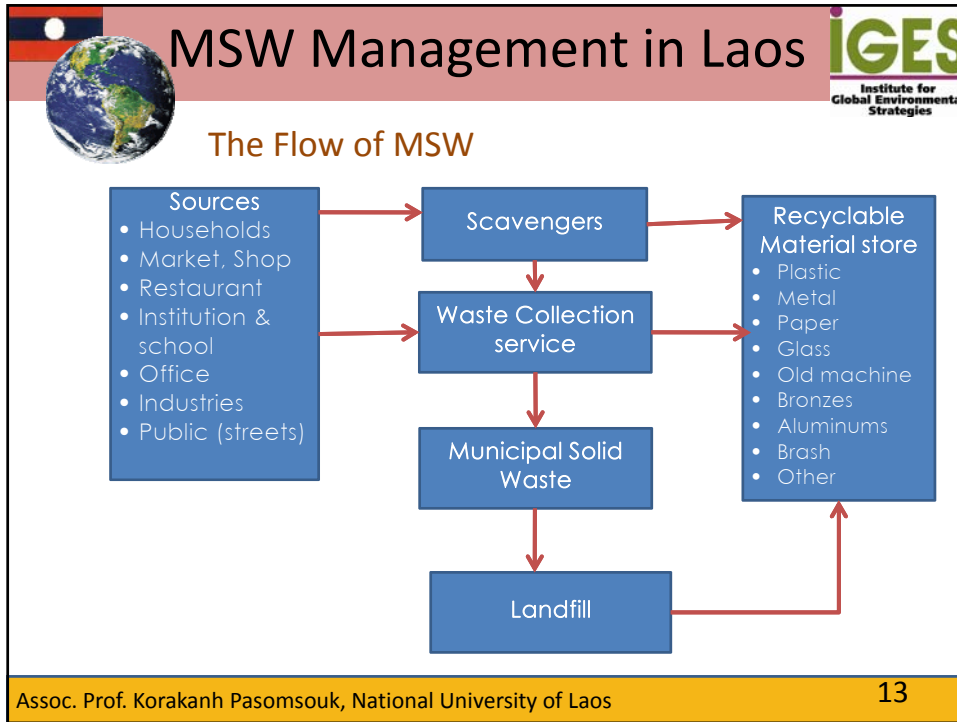 MSW Management in Laos
iGES
Institute for
Global Environmenta
Strategies
The Flow of MSW
Sources
• Households
• Market, Shop
• Restaurant
• Institution &
school
• Office
• Industries
• Public (streets)
Scavengers
Waste Collection
service
Municipal Solid
Waste
Landfill
Recyclable
Material store
• Plastic
• Metal
• Paper
• Glass
• Old machine
• Bronzes
• Aluminums
• Brash
• Other
Assoc. Prof. Korakanh Pasomsouk, National University of Laos
13